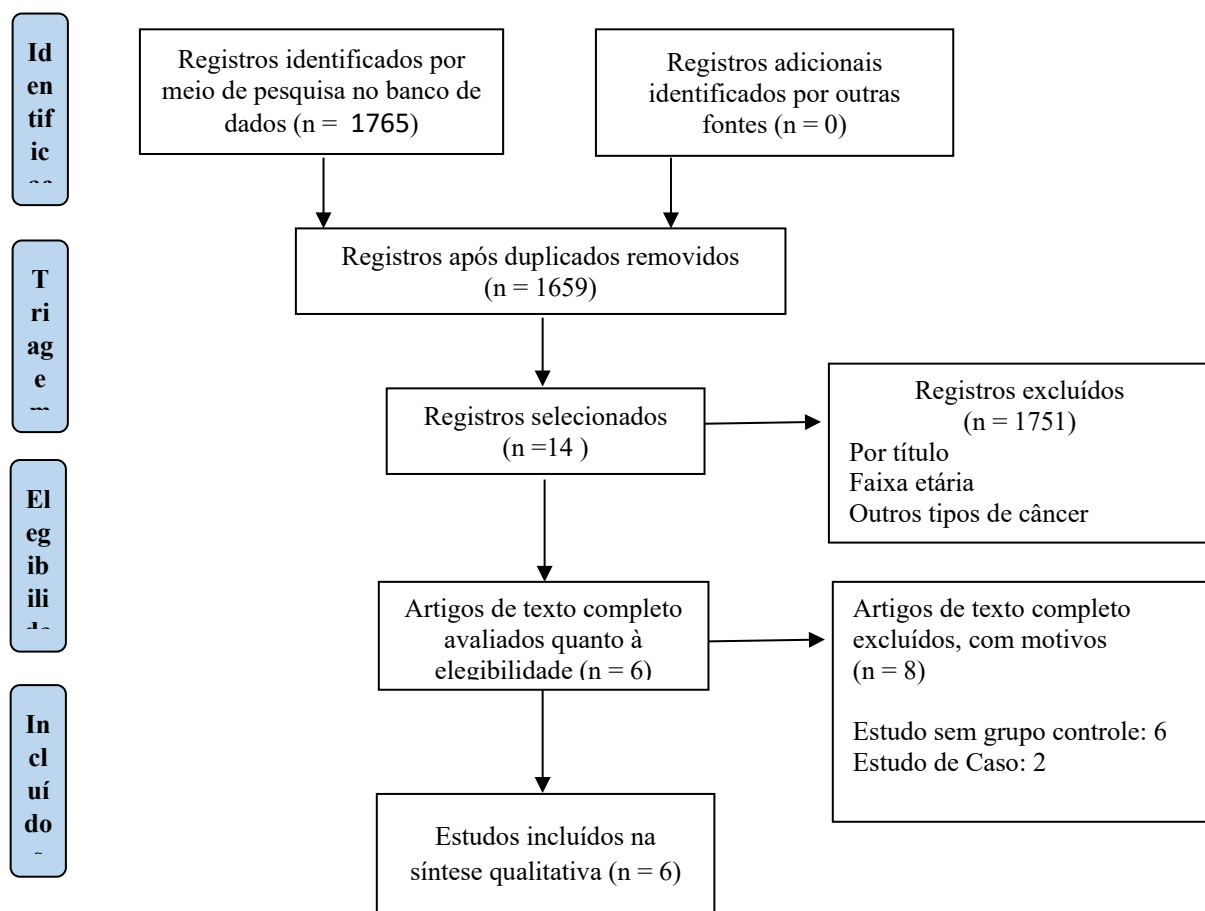 Id
en
tif
ic
Registros identificados por
meio de pesquisa no banco de
dados (n = 1765)
Registros adicionais
identificados por outras
fontes (n = 0)
T
ri
ag
e
Registros após duplicados removidos
(n = 1659)
Registros selecionados
(n =14 )
Registros excluídos
(n = 1751)
Por título
Faixa etária
Outros tipos de câncer
El
eg
ib
ili
Artigos de texto completo
avaliados quanto à
elegibilidade (n = 6)
Artigos de texto completo
excluídos, com motivos
(n = 8)
Estudo sem grupo controle: 6
Estudo de Caso: 2
In
cl
uí
do
Estudos incluídos na
síntese qualitativa (n = 6)